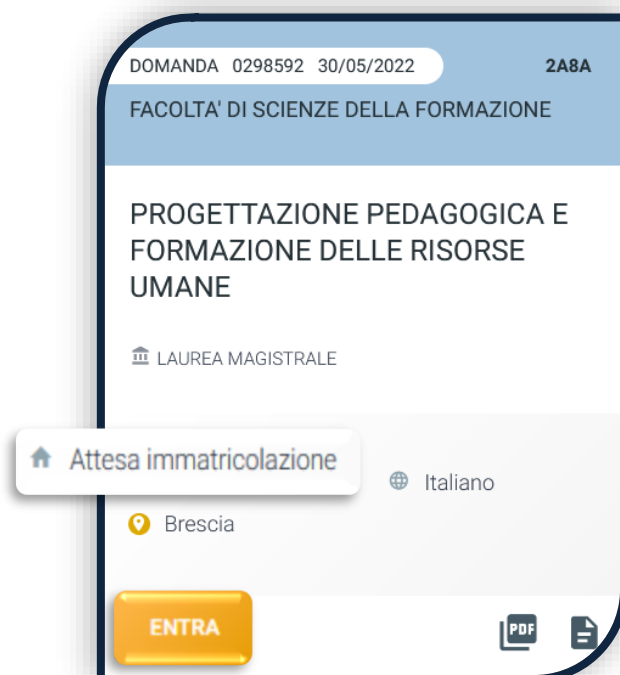 DOMANDA 0298592 30/05/2022 2A8A
FACOLTA' DI SCIENZE DELLA FORMAZIONE
PROGETTAZIONE PEDAGOGICA E
FORMAZIONE DELLE RISORSE
UMANE
LAUREA MAGISTRALE
Attesa immatricolazione
Italiano
Brescia
ENTRA
PDF